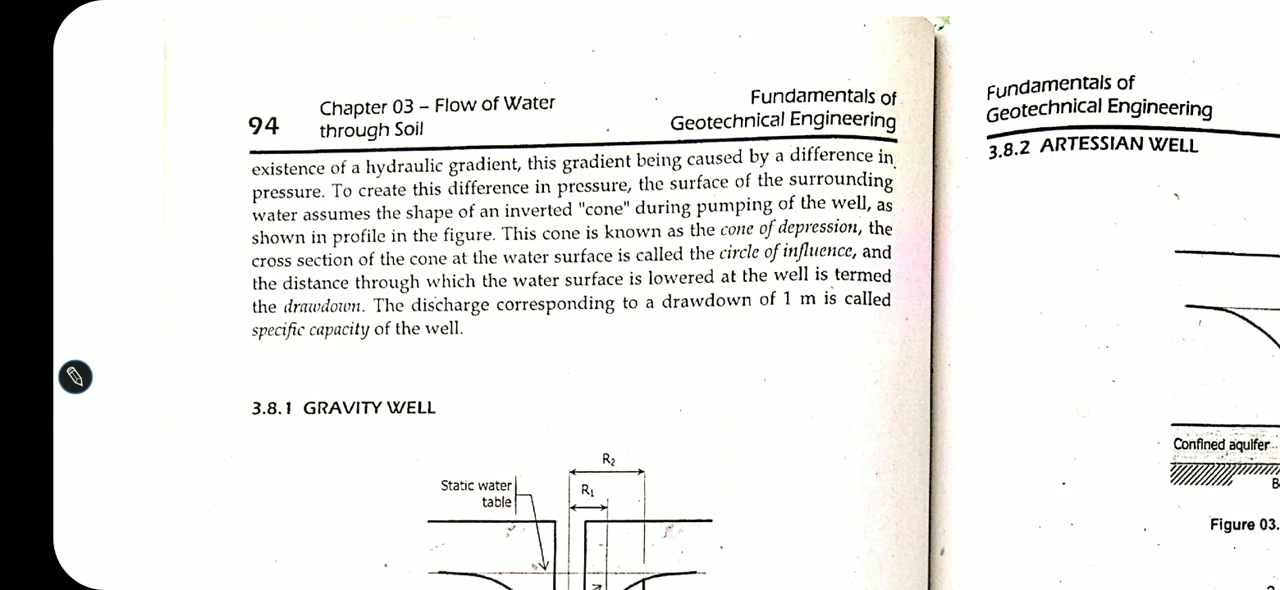 94
Chapter 03 – Flow of Water
through Soil
Fundamentals of
Geotechnical Engineering
existence of a hydraulic gradient, this gradient being caused by a difference in
pressure. To create this difference in pressure, the surface of the surrounding
water assumes the shape of an inverted "cone" during pumping of the well, as
shown in profile in the figure. This cone is known as the cone of depression, the
cross section of the cone at the water surface is called the circle of influence, and
the distance through which the water surface is lowered at the well is termed
the drawdown. The discharge corresponding to a drawdown of 1 m is called
specific capacity of the well.
3.8.1 GRAVITY WELL
R₂
Static water
table
R₁
Fundamentals of
Geotechnical Engineering
3.8.2 ARTESSIAN WELL
Confined aquifer
B
Figure 03.